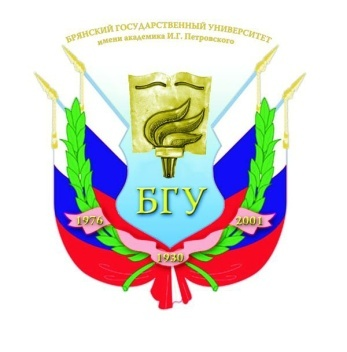 БРЯНСКИЙ ГОСУДАРСТВЕННЫЙ УНИВЕРСИТЕТ
имени академика И.Г. Петровского
БГУ
1976
2001
1930